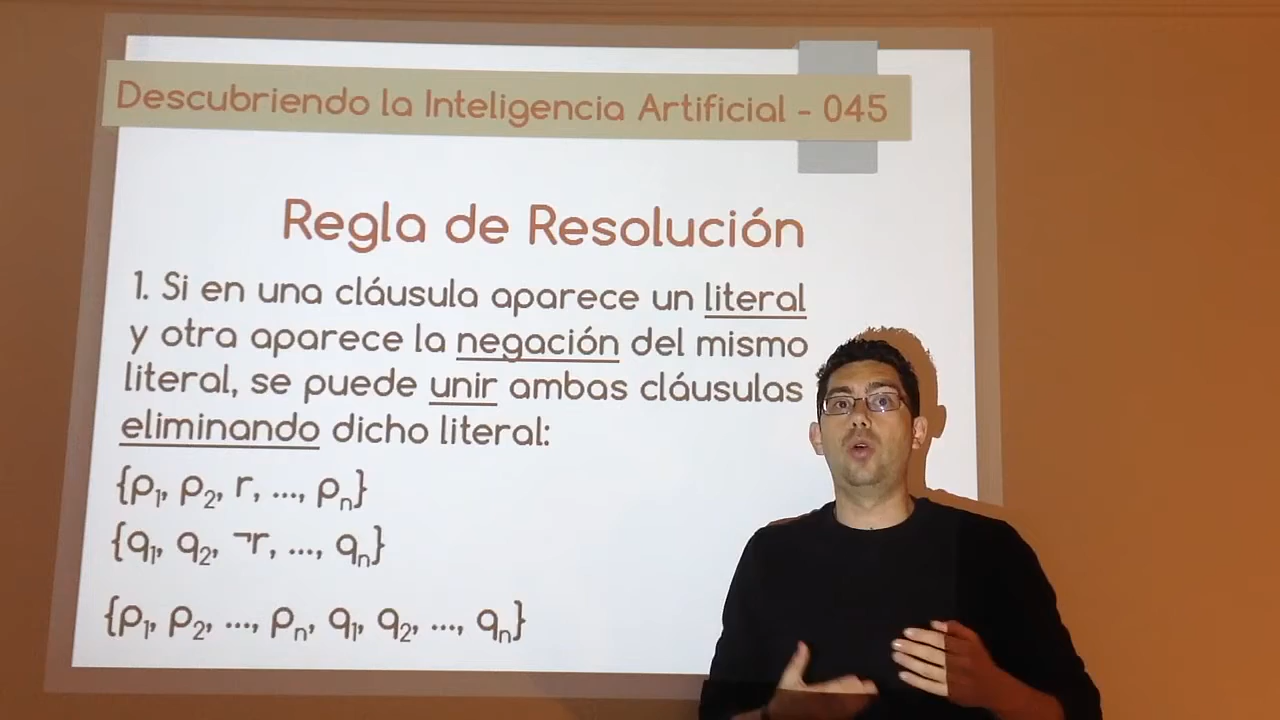 Descubriendo la Inteligencia Artificial - 045
Regla de Resolución
1. Si en una cláusula aparece un literal
y otra aparece la negación del mismo
literal, se puede unir ambas cláusulas
eliminando dicho literal:
{p₁, p₂, r, ..., pₙ}
{q₁, q₂, ¬r, ..., qₙ}
{p₁, p₂, ..., pₙ, q₁, q₂, ..., qₙ}